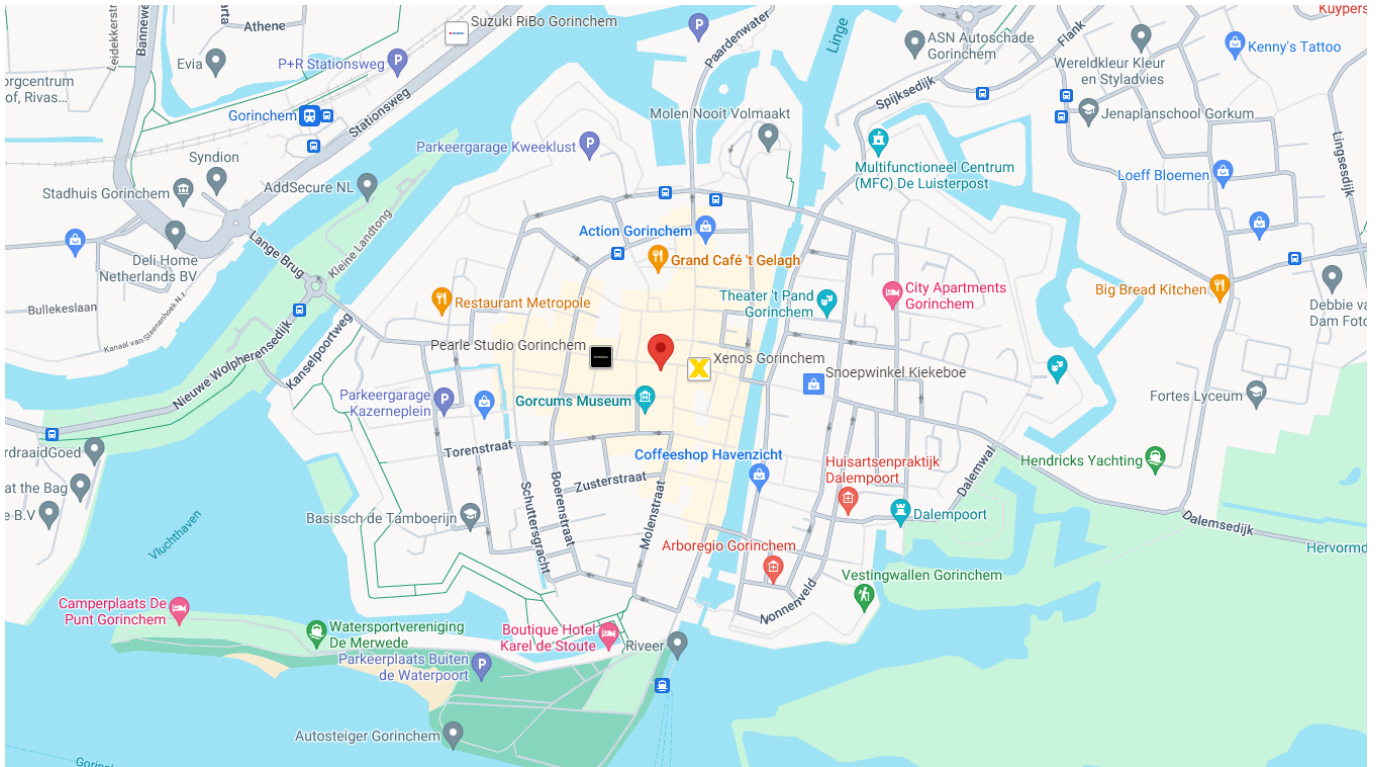 Suzuki RiBo Gorinchem
Kuypers
Athene
Leidekkerstr
Bannewe
arta
Evia
P+R Stationsweg
Stationsweg
Paardenwater
Linge
ASN Autoschade
Gorinchem
Flank
Wereldkleur Kleur
en Styladvies
Kenny's Tattoo
orgcentrum
of, Rivas...
Gorinchem
Spijksedijk
Molen Nooit Volmaakt
Jenaplanschool Gorkum
Lingsesdijk
Parkeergarage Kweeklust
Syndion
Stadhuis Gorinchem
AddSecure NL
Multifunctioneel Centrum
(MFC) De Luisterpost
Loeff Bloemen
Lange Brug
Kleine Landtong
Action Gorinchem
Deli Home
Netherlands BV
Grand Café 't Gelagh
Bullekeslaan
Kanaal van Steenenhoek N.z.
Restaurant Metropole
Theater 't Pand
Gorinchem
City Apartments
Gorinchem
Big Bread Kitchen
Debbie va
Dam Foto
Nieuwe Wolpherensedijk
Kanselpoortweg
Pearle Studio Gorinchem
Xenos Gorinchem
Snoepwinkel Kiekeboe
Parkeergarage
Kazerneplein
Gorcums Museum
Fortes Lyceum
rdraaidGoed
Torenstraat
Coffeeshop Havenzicht
Huisartsenpraktijk
Dalempoort
Dalemwal
Hendricks Yachting
at the Bag
e B.V
Zusterstraat
Boerenstraat
Schuttersgracht
Molenstraat
Basissch de Tamboerijn
Dalempoort
Dalemsedijk
Vluchthaven
Arboregio Gorinchem
Hervormd
Vestingwallen Gorinchem
Nonnenveld
Camperplaats De
Punt Gorinchem
Watersportvereniging
De Merwede
Boutique Hotel
Karel de Stoute
Riveer
Parkeerplaats Buiten
de Waterpoort
Autosteiger Gorinchem
Gorin